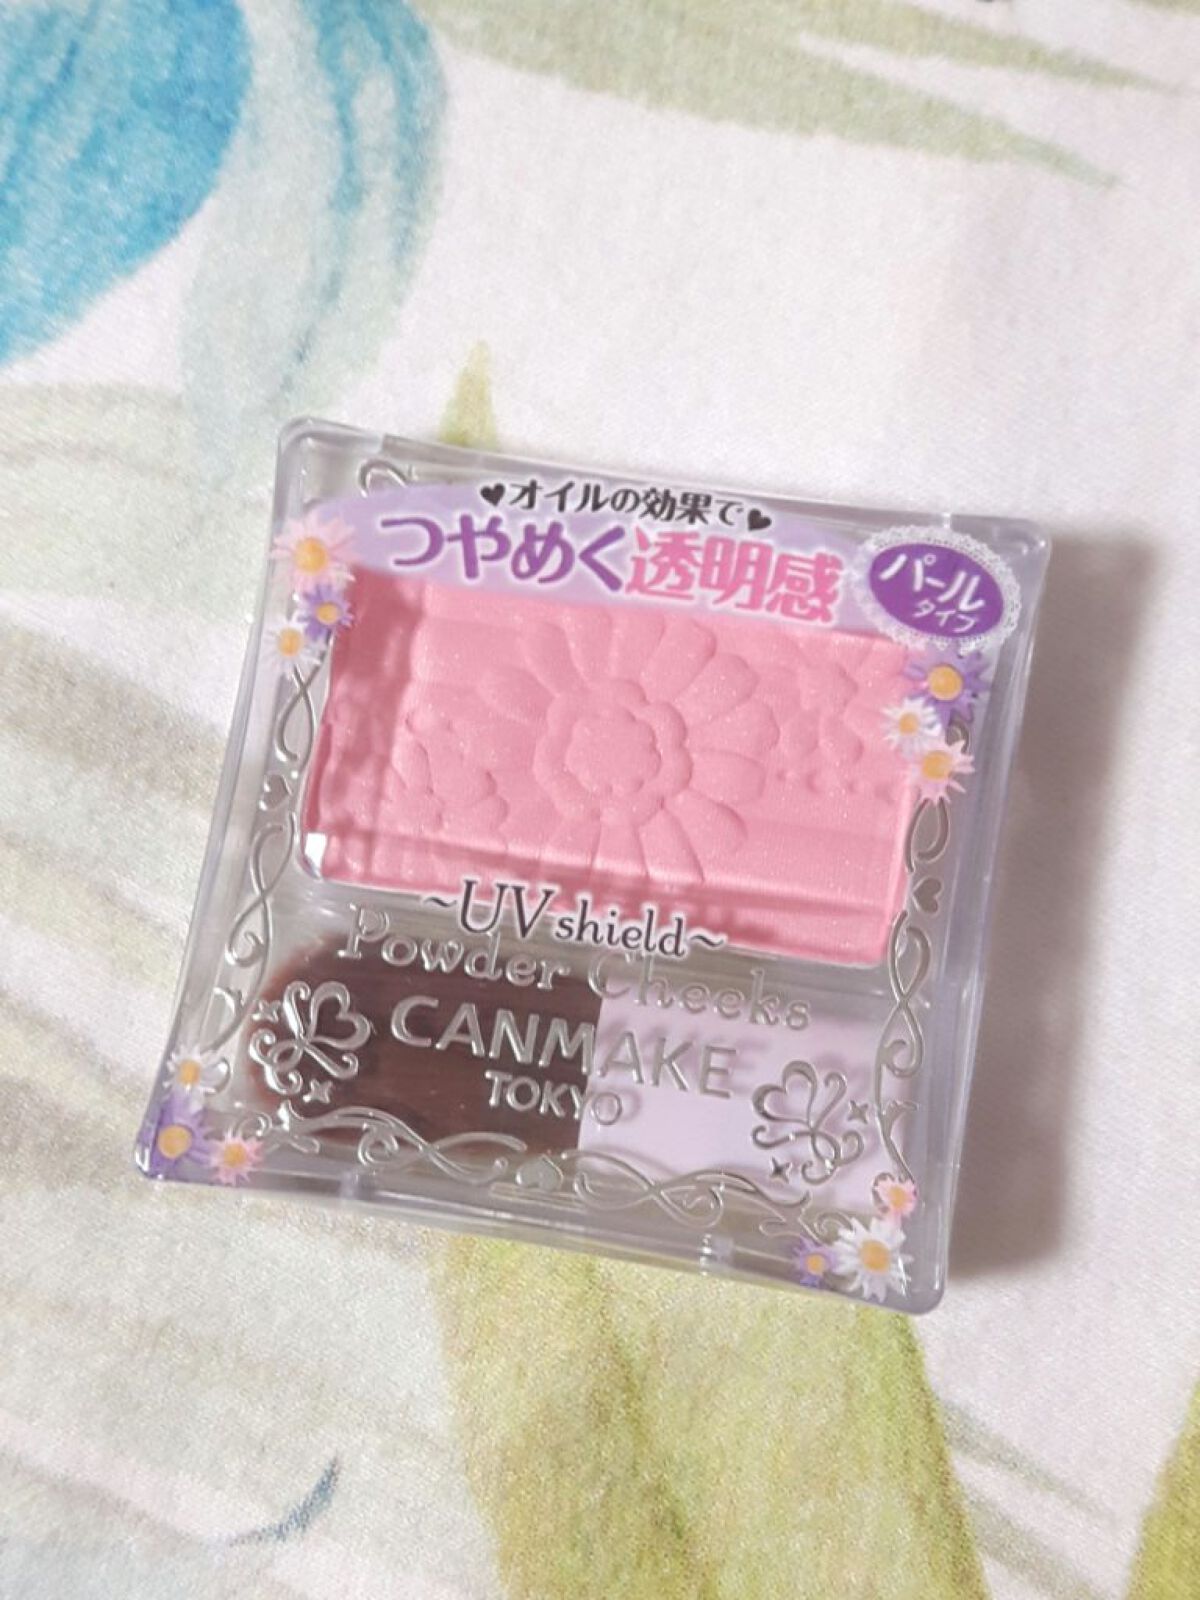 ♥オイルの効果で♥
つやめく透明感
パール
タイプ
~UV shield~
Powder Cheeks
CANMAKE
TOKYO